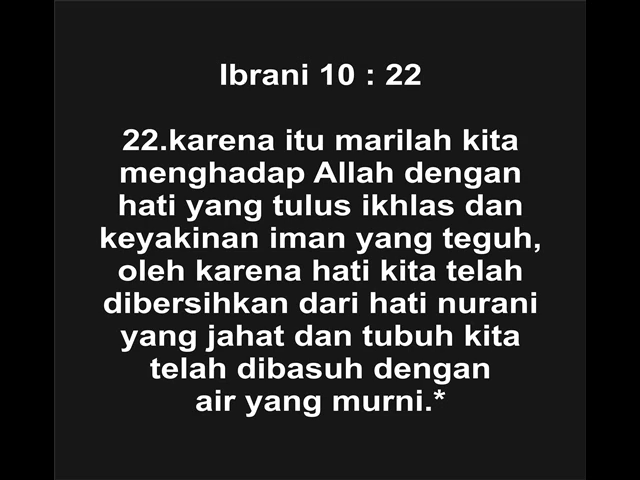 Ibrani 10 : 22
22.karena itu marilah kita
menghadap Allah dengan
hati yang tulus ikhlas dan
keyakinan iman yang teguh,
oleh karena hati kita telah
dibersihkan dari hati nurani
yang jahat dan tubuh kita
telah dibasuh dengan
air yang murni.*